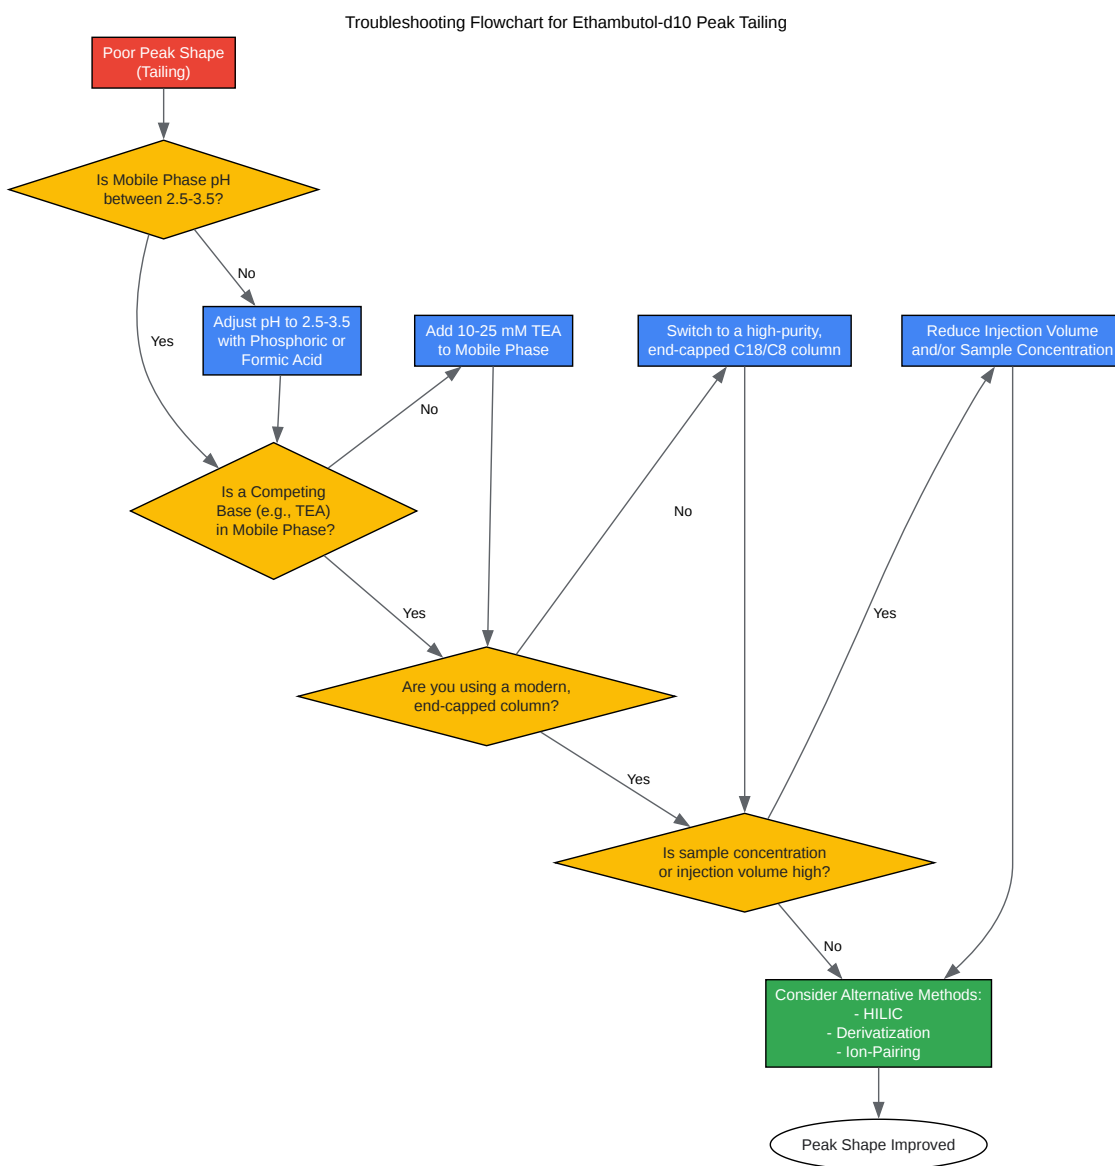 Troubleshooting Flowchart for Ethambutol-d10 Peak Tailing
Poor Peak Shape
(Tailing)
Is Mobile Phase pH
between 2.5-3.5?
No
Yes
Adjust pH to 2.5-3.5
with Phosphoric or
Formic Acid
Add 10-25 mM TEA
to Mobile Phase
Switch to a high-purity,
end-capped C18/C8 column
Reduce Injection Volume
and/or Sample Concentration
No
Is a Competing
Base (e.g., TEA)
in Mobile Phase?
No
Yes
Yes
Are you using a modern,
end-capped column?
Yes
Is sample concentration
or injection volume high?
No
Consider Alternative Methods:
- HILIC
- Derivatization
- Ion-Pairing
Peak Shape Improved